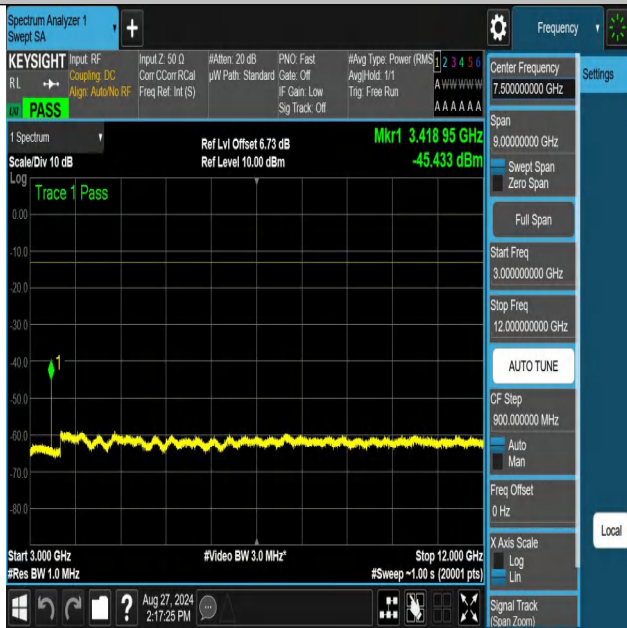 Spectrum Analyzer 1
Swept SA
+
Frequency
KEYSIGHT
RL
PASS
Input: RF
Coupling: DC
Align: Auto/No RF
Input Z: 50 Ω
Corr CCorr RCal
Freq Ref: Int (S)
#Atten: 20 dB
µW Path: Standard
PNO: Fast
Gate: Off
IF Gain: Low
Sig Track: Off
#Avg Type: Power (RMS
Avg|Hold: 1/1
Trig: Free Run
1 2 3 4 5 6
A W W W W W
A A A A A A
1 Spectrum
Scale/Div 10 dB
Ref Lvl Offset 6.73 dB
Ref Level 10.00 dBm
Mkr1 3.418 95 GHz
-45.433 dBm
Log
Trace 1 Pass
0.00
-10.0
-20.0
-30.0
-40.0
-50.0
-60.0
-70.0
-80.0
1
Start 3.000 GHz
#Res BW 1.0 MHz
#Video BW 3.0 MHz*
Stop 12.000 GHz
#Sweep ~1.00 s (20001 pts)
?
Aug 27, 2024
2:17:25 PM
Center Frequency
7.500000000 GHz
Settings
Span
9.00000000 GHz
Swept Span
Zero Span
Full Span
Start Freq
3.000000000 GHz
Stop Freq
12.000000000 GHz
AUTO TUNE
CF Step
900.000000 MHz
Auto
Man
Freq Offset
0 Hz
X Axis Scale
Log
Lin
Signal Track
(Span Zoom)
Local